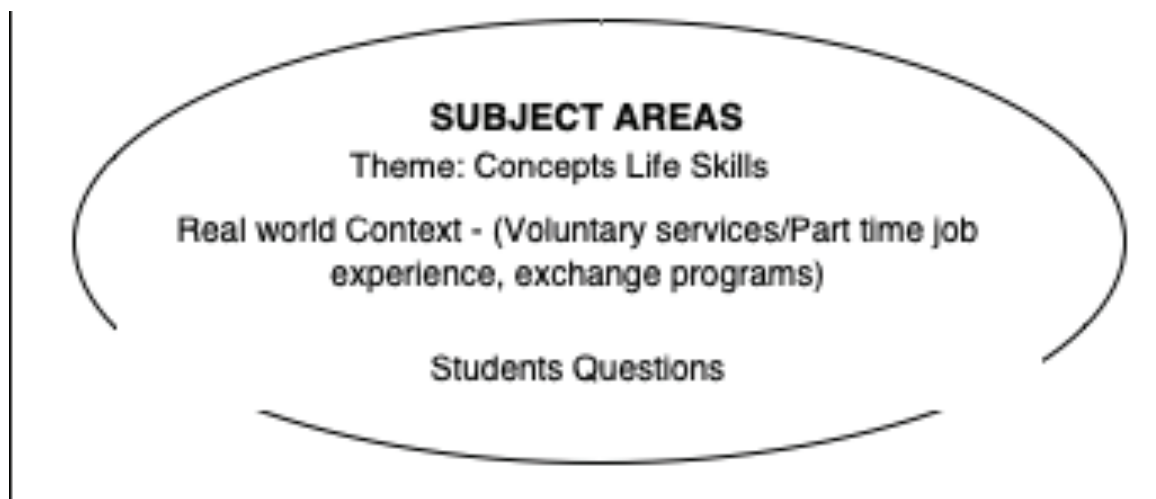 SUBJECT AREAS
Theme: Concepts Life Skills
Real world Context - (Voluntary services/Part time job
experience, exchange programs)
Students Questions